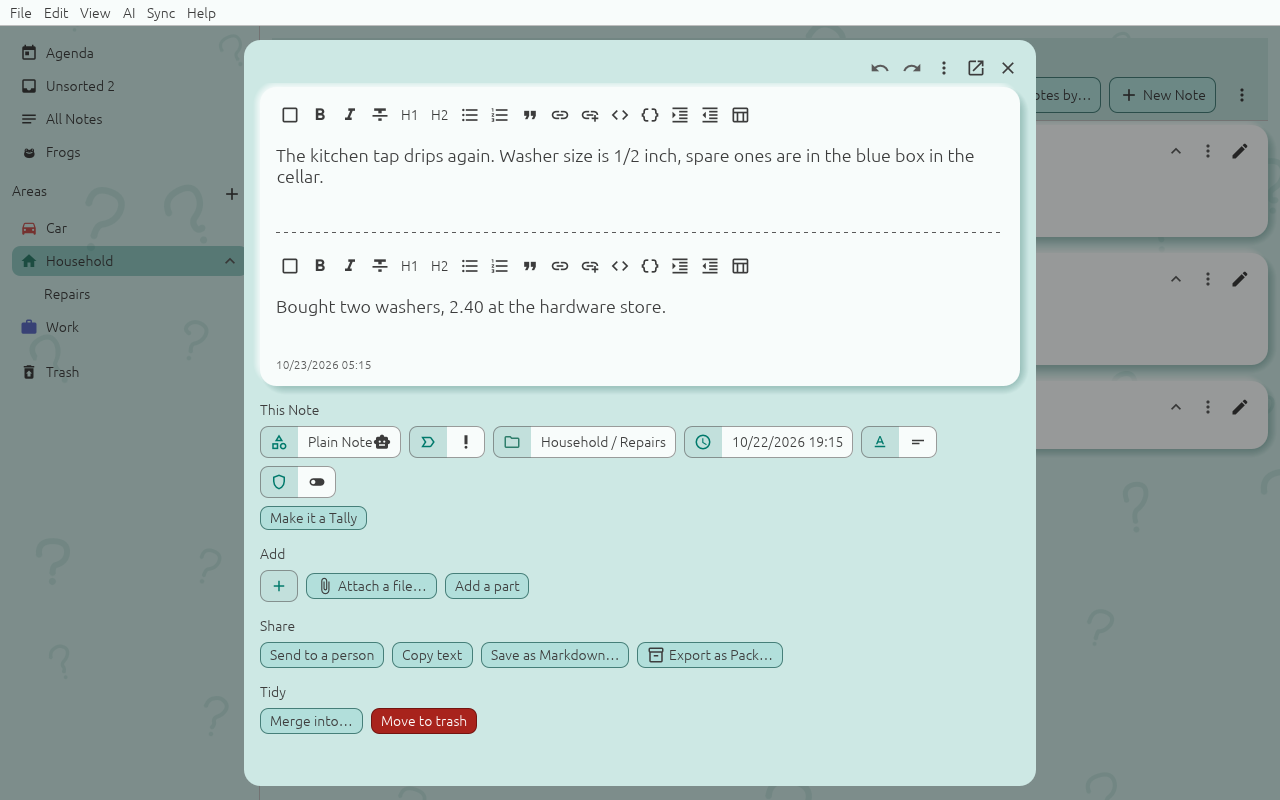 File Edit View AI Sync Help
Agenda
Unsorted 2
All Notes
Frogs
Areas
Car
Household
Repairs
Work
Trash
otes by...
New Note
B I H1 H2
The kitchen tap drips again. Washer size is 1/2 inch, spare ones are in the blue box in the
cellar.
B I H1 H2
Bought two washers, 2.40 at the hardware store.
10/23/2026 05:15
This Note
Plain Note
Household / Repairs
10/22/2026 19:15
Make it a Tally
Add
Attach a file...
Add a part
Share
Send to a person
Copy text
Save as Markdown...
Export as Pack...
Tidy
Merge into...
Move to trash